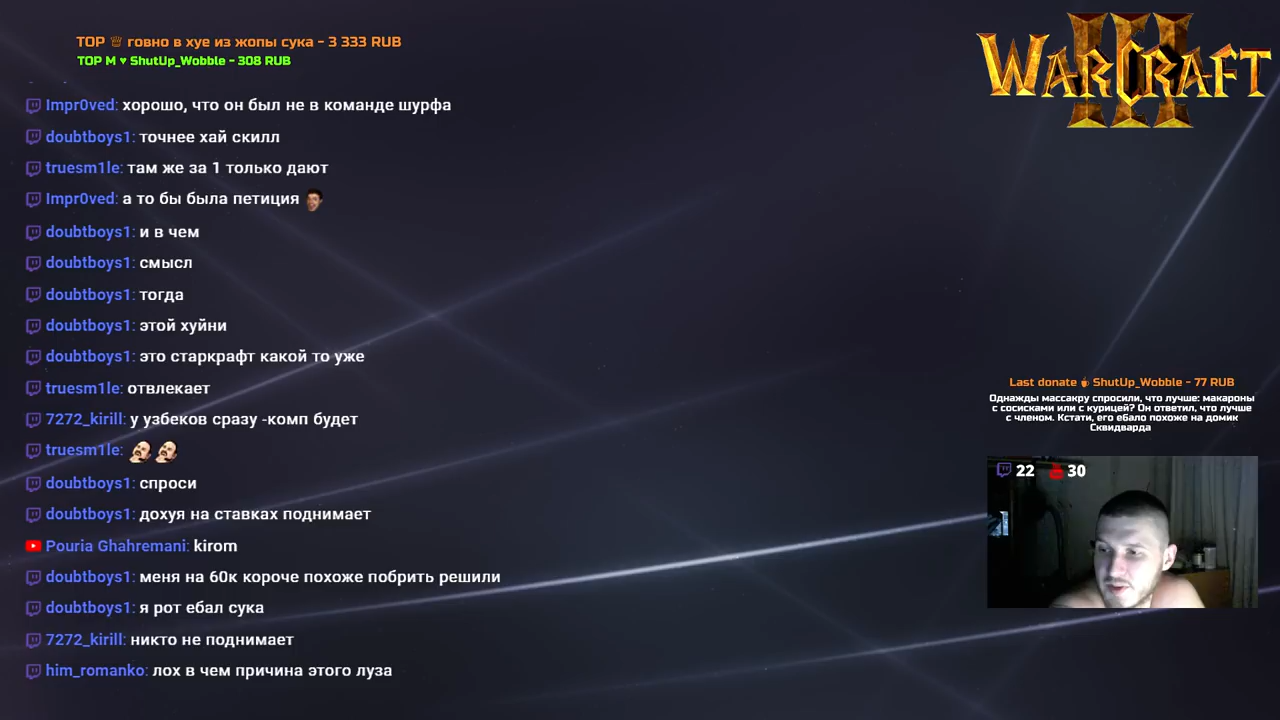 TOP ♕ говно в хуе из жопы сука - 3 333 RUB
TOP M ♥ ShutUp_Wobble - 308 RUB
WARCRAFT
III
Impr0ved: хорошо, что он был не в команде шурфа
doubtboys1: точнее хай скилл
truesm1le: там же за 1 только дают
Impr0ved: а то бы была петиция
doubtboys1: и в чем
doubtboys1: смысл
doubtboys1: тогда
doubtboys1: этой хуйни
doubtboys1: это старкрафт какой то уже
truesm1le: отвлекает
7272_kirill: у узбеков сразу -комп будет
truesm1le:
doubtboys1: спроси
doubtboys1: дохуя на ставках поднимает
Pouria Ghahremani: kirom
doubtboys1: меня на 60к короче похоже побрить решили
doubtboys1: я рот ебал сука
7272_kirill: никто не поднимает
him_romanko: лох в чем причина этого луза
Last donate ShutUp_Wobble - 77 RUB
Однажды массакру спросили, что лучше: макароны
с сосисками или с курицей? Он ответил, что лучше
с членом. Кстати, его ебало похоже на домик
Сквидварда
22 30